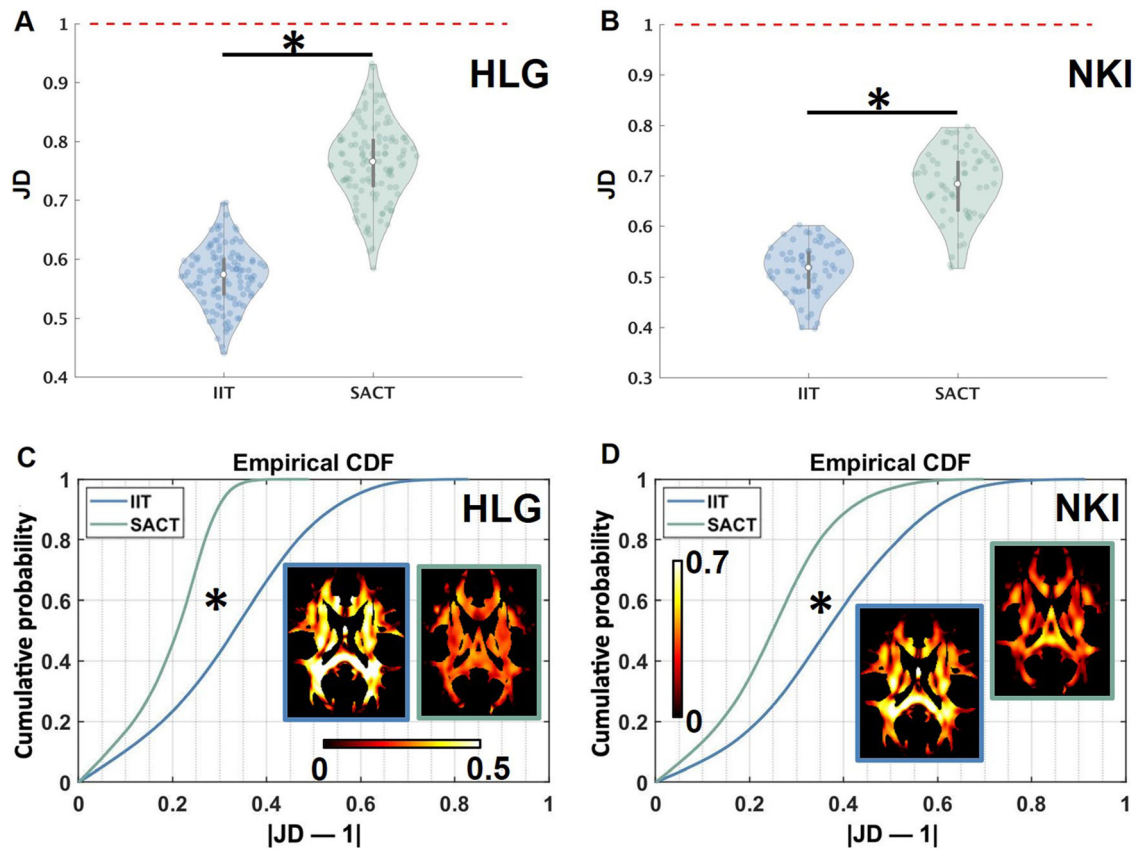 A
B
1
0.9
0.8
0.7
0.6
0.5
0.4
JD
*
HLG
IIT
SACT
1
0.9
0.8
0.7
0.6
0.5
0.4
0.3
JD
*
NKI
IIT
SACT
C
Empirical CDF
1
0.8
0.6
0.4
0.2
0
Cumulative probability
IIT
SACT
HLG
*
0
0.5
0
0.2
0.4
0.6
0.8
1
|JD — 1|
D
Empirical CDF
1
0.8
0.6
0.4
0.2
0
Cumulative probability
IIT
SACT
NKI
0.7
0
*
0
0.2
0.4
0.6
0.8
1
|JD — 1|